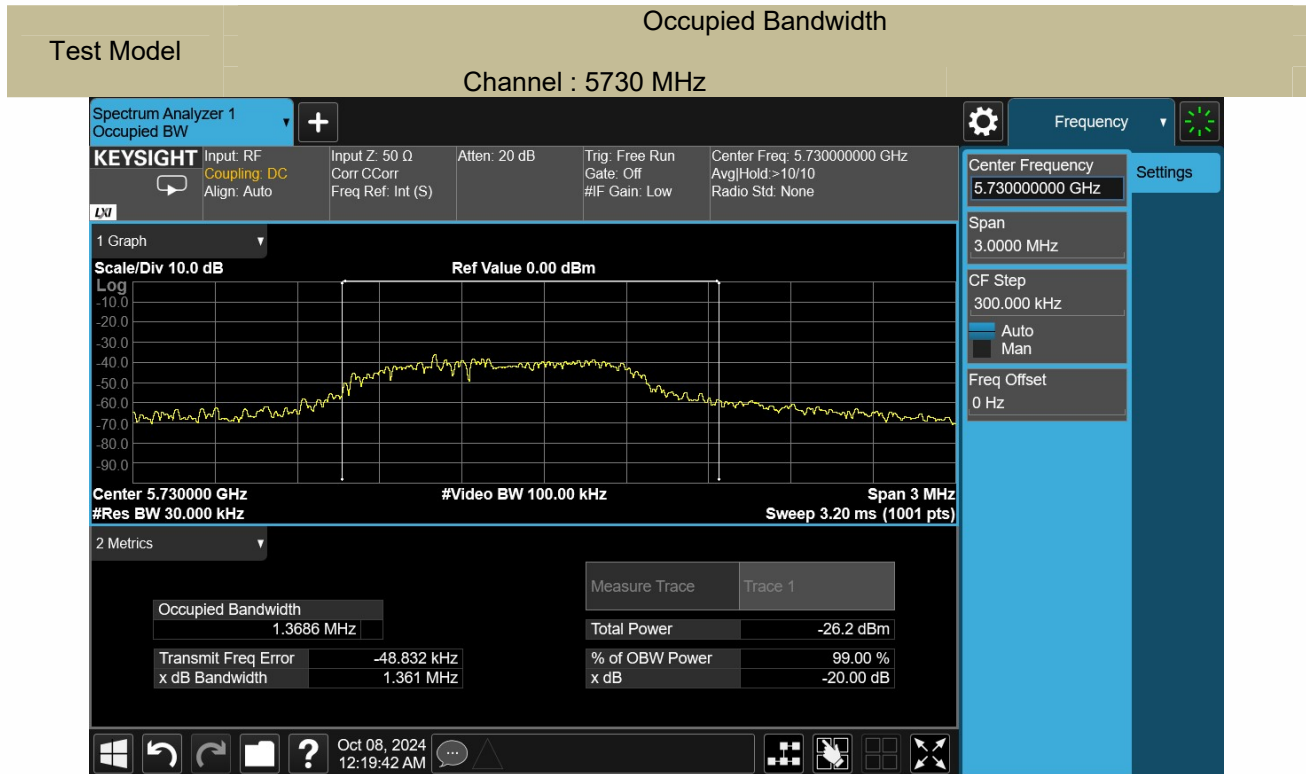 Occupied Bandwidth
Test Model
Channel : 5730 MHz
Spectrum Analyzer 1
Occupied BW
Frequency
KEYSIGHT
Input: RF
Coupling: DC
Align: Auto
Input Z: 50 Ω
Corr CCorr
Freq Ref: Int (S)
Atten: 20 dB
Trig: Free Run
Gate: Off
#IF Gain: Low
Center Freq: 5.730000000 GHz
Avg|Hold:>10/10
Radio Std: None
LXI
Center Frequency
5.730000000 GHz
Settings
Span
3.0000 MHz
CF Step
300.000 kHz
Auto
Man
Freq Offset
0 Hz
1 Graph
Scale/Div 10.0 dB
Ref Value 0.00 dBm
Log
-10.0
-20.0
-30.0
-40.0
-50.0
-60.0
-70.0
-80.0
-90.0
Center 5.730000 GHz
#Video BW 100.00 kHz
Span 3 MHz
#Res BW 30.000 kHz
Sweep 3.20 ms (1001 pts)
2 Metrics
Measure Trace
Trace 1
Occupied Bandwidth
1.3686 MHz
Total Power
-26.2 dBm
Transmit Freq Error
-48.832 kHz
% of OBW Power
99.00 %
x dB Bandwidth
1.361 MHz
x dB
-20.00 dB
Oct 08, 2024
12:19:42 AM